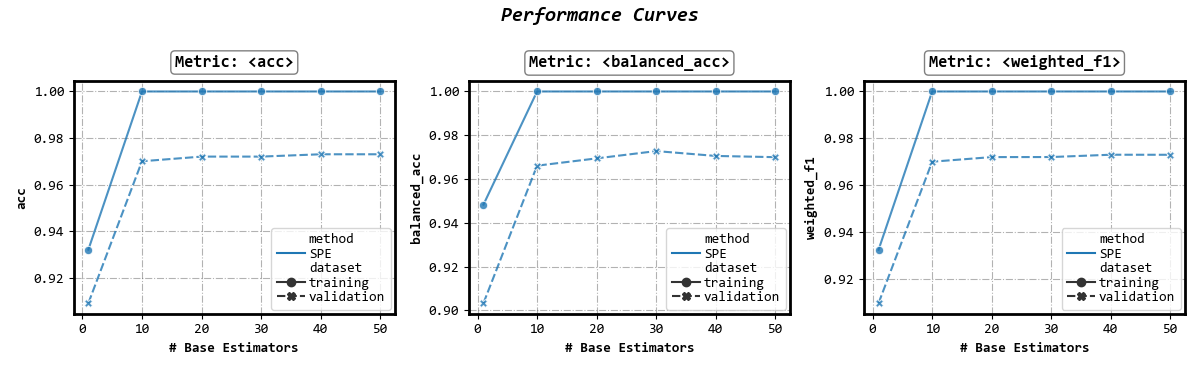 Performance Curves
Metric: <acc>
acc
1.00
0.98
0.96
0.94
0.92
0
10
20
30
40
50
# Base Estimators
method
SPE
dataset
training
validation
Metric: <balanced_acc>
balanced_acc
1.00
0.98
0.96
0.94
0.92
0.90
0
10
20
30
40
50
# Base Estimators
method
SPE
dataset
training
validation
Metric: <weighted_f1>
weighted_f1
1.00
0.98
0.96
0.94
0.92
0
10
20
30
40
50
# Base Estimators
method
SPE
dataset
training
validation